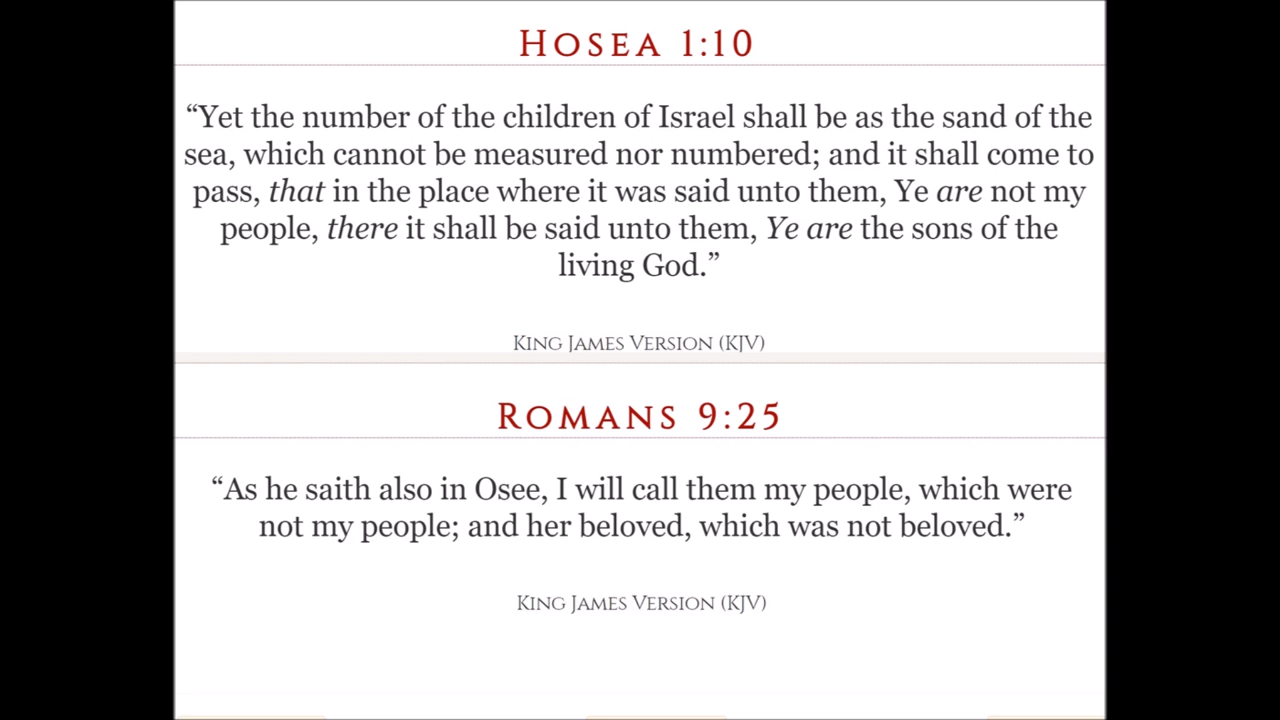 Hosea 1:10
“Yet the number of the children of Israel shall be as the sand of the
sea, which cannot be measured nor numbered; and it shall come to
pass, that in the place where it was said unto them, Ye are not my
people, there it shall be said unto them, Ye are the sons of the
living God.”
King James Version (KJV)
Romans 9:25
“As he saith also in Osee, I will call them my people, which were
not my people; and her beloved, which was not beloved.”
King James Version (KJV)